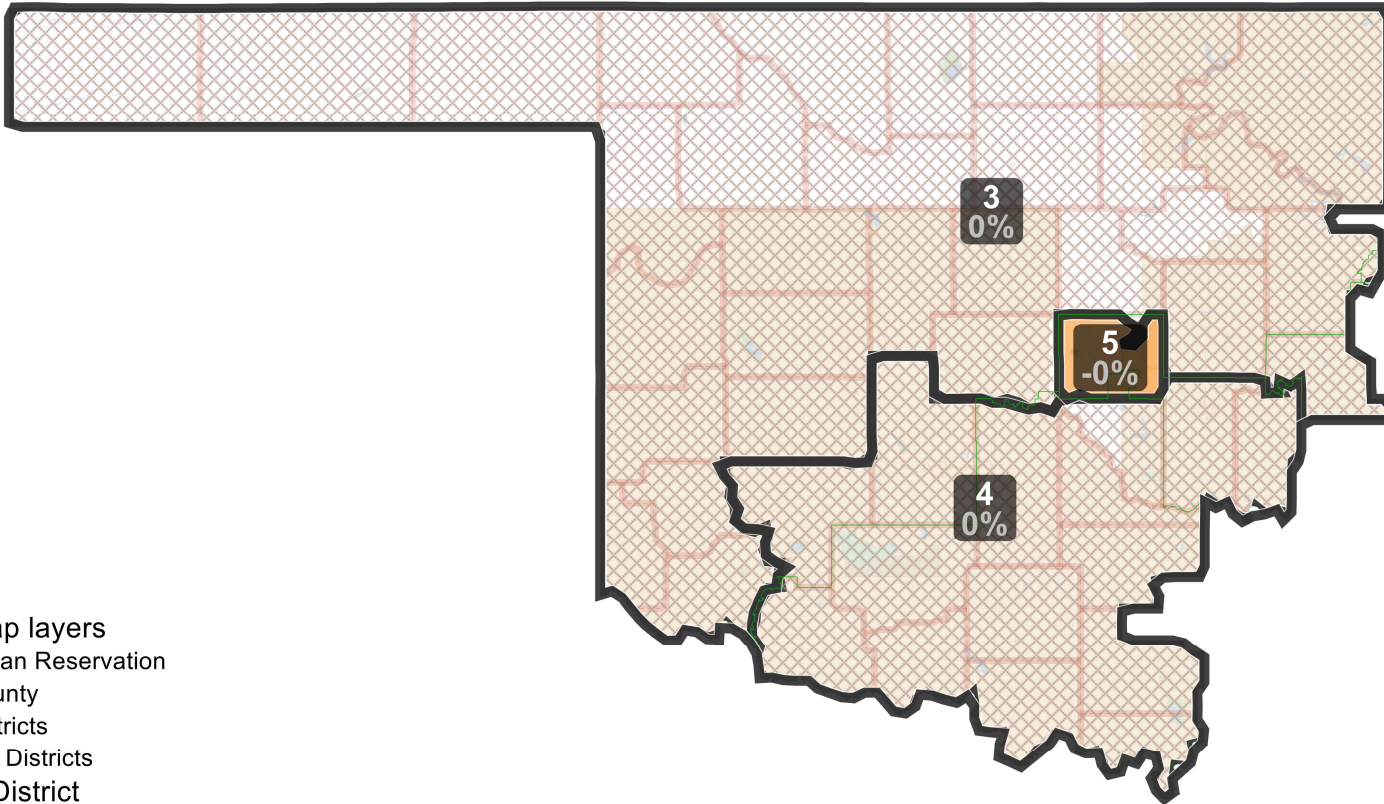 3
0%
5
-0%
4
0%
ap layers
an Reservation
unty
tricts
Districts
District